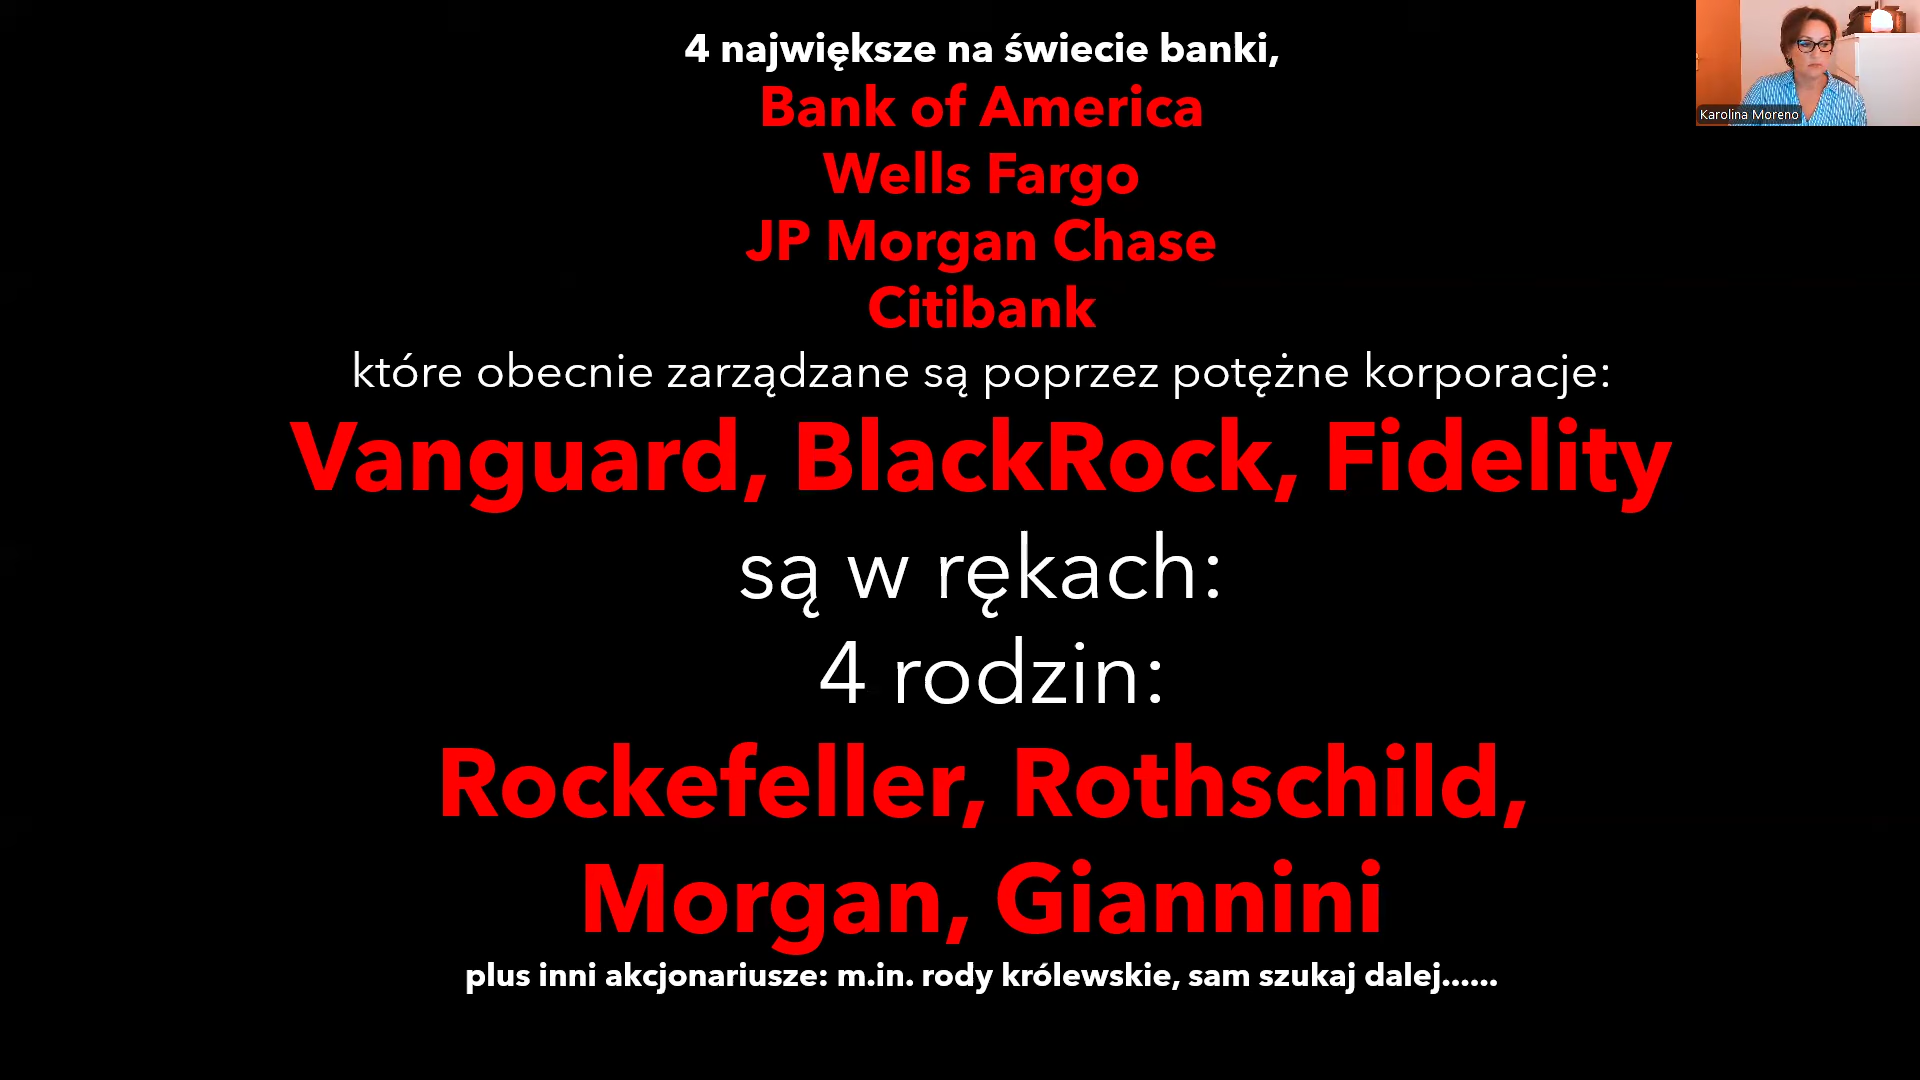 4 największe na świecie banki,
Bank of America
Wells Fargo
JP Morgan Chase
Citibank
które obecnie zarządzane są poprzez potężne korporacje:
Vanguard, BlackRock, Fidelity
są w rękach:
4 rodzin:
Rockefeller, Rothschild,
Morgan, Giannini
plus inni akcjonariusze: m.in. rody królewskie, sam szukaj dalej......
Karolina Moreno